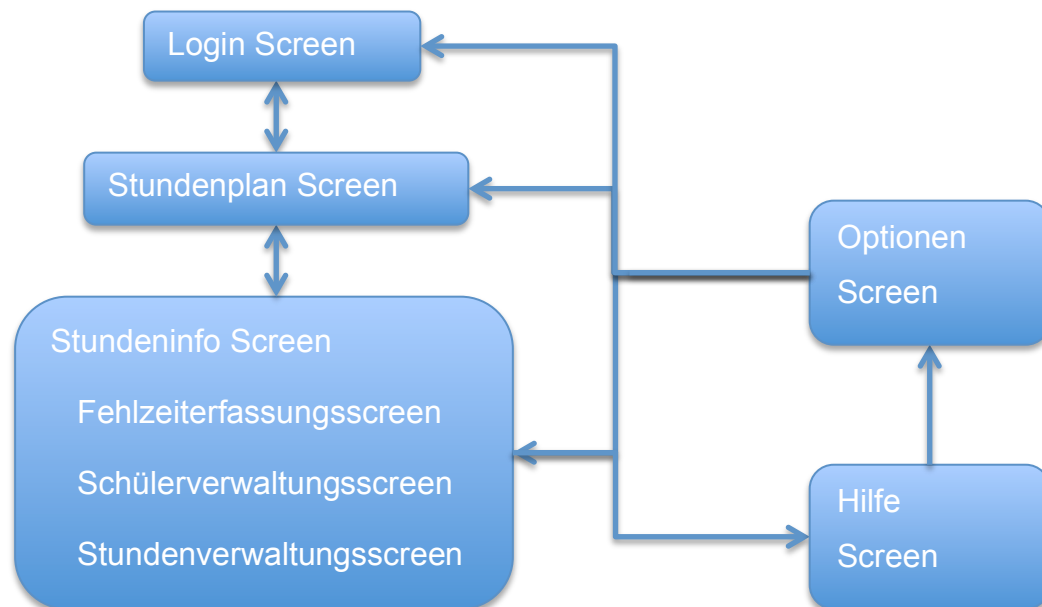 Login Screen
Stundenplan Screen
Stundeninfo Screen
Fehlzeiterfassungsscreen
Schülerverwaltungsscreen
Stundenverwaltungsscreen
Optionen
Screen
Hilfe
Screen